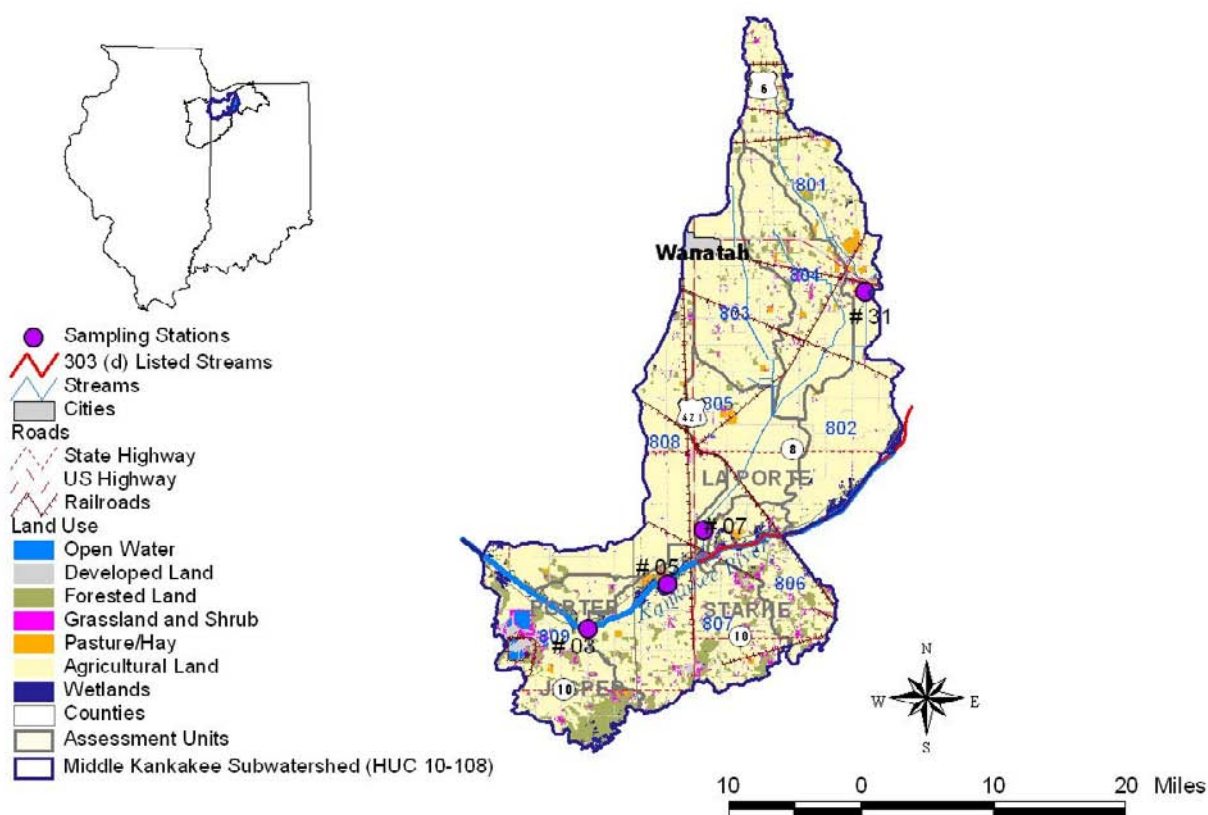 6
801
Wanatah
804
# 31
803
805
421
808
802
8
LA PORTE
# 07
# 05
Kankakee River
806
PORTER
STARKE
807
809
10
# 03
JASPER
10
Sampling Stations
303 (d) Listed Streams
Streams
Cities
Roads
State Highway
US Highway
Railroads
Land Use
Open Water
Developed Land
Forested Land
Grassland and Shrub
Pasture/Hay
Agricultural Land
Wetlands
Counties
Assessment Units
Middle Kankakee Subwatershed (HUC 10-108)
N
W E
S
10 0 10 20 Miles